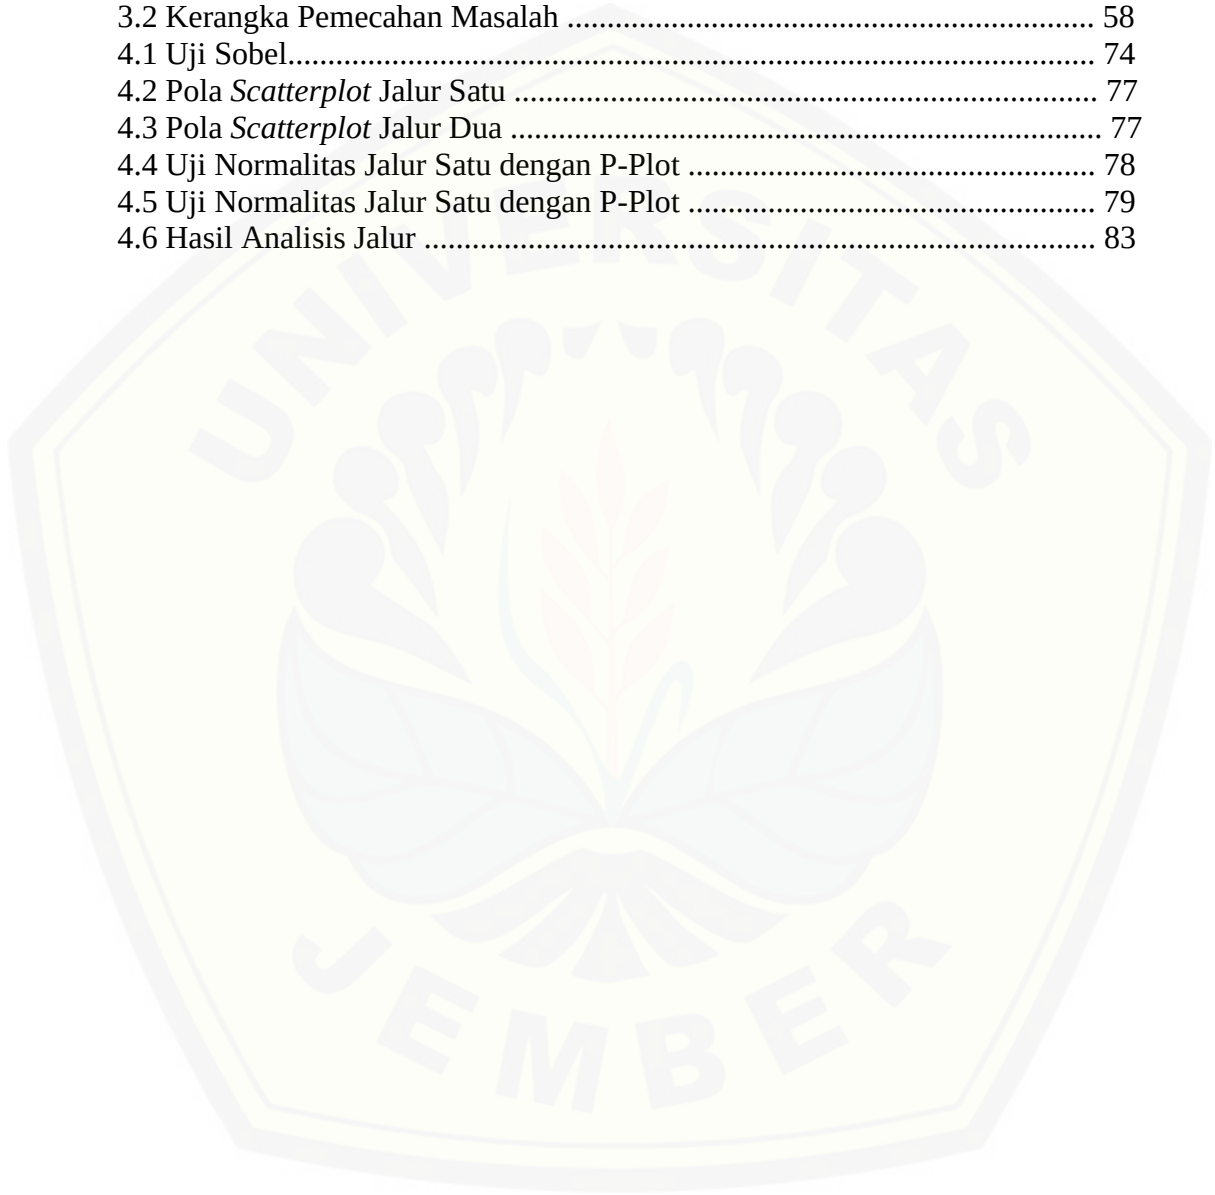 3.2 Kerangka Pemecahan Masalah .................................................................. 58
4.1 Uji Sobel..................................................................................................... 74
4.2 Pola Scatterplot Jalur Satu ......................................................................... 77
4.3 Pola Scatterplot Jalur Dua .......................................................................... 77
4.4 Uji Normalitas Jalur Satu dengan P-Plot ................................................... 78
4.5 Uji Normalitas Jalur Satu dengan P-Plot ................................................... 79
4.6 Hasil Analisis Jalur .................................................................................... 83
UNIVERSITAS
JEMBER